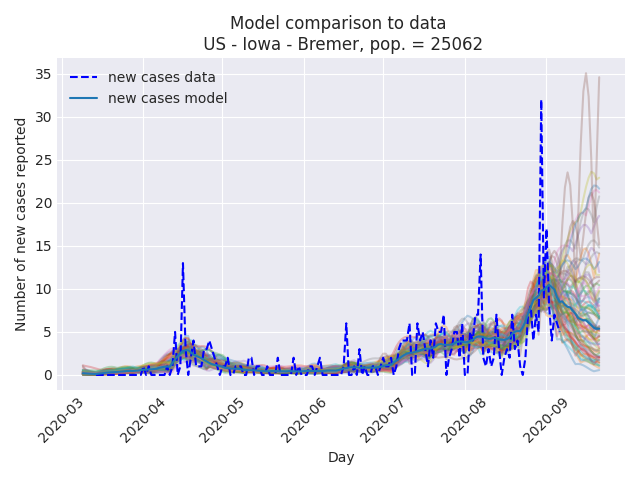 Model comparison to data
US - Iowa - Bremer, pop. = 25062
new cases data
new cases model
Number of new cases reported
35
30
25
20
15
10
5
0
2020-03
2020-04
2020-05
2020-06
2020-07
2020-08
2020-09
Day